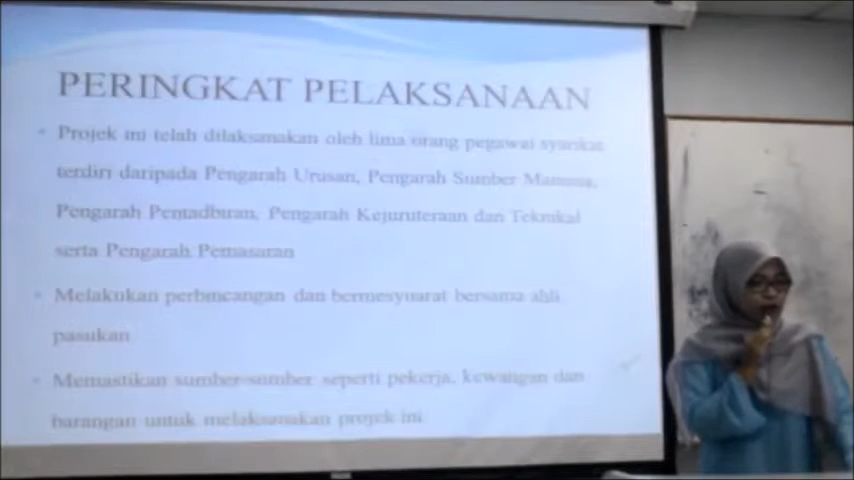 PERINGKAT PELAKSANAAN
Projek ini telah dilaksanakan oleh lima orang pegawai syarikat
terdiri daripada Pengarah Urusan, Pengarah Sumber Manusia,
Pengarah Pentadbiran, Pengarah Kejuruteraan dan Teknikal
serta Pengarah Pemasaran
Melakukan perbincangan dan bermesyuarat bersama ahli
pasukan
Memastikan sumber-sumber seperti pekerja, kewangan dan
barangan untuk melaksanakan projek ini.